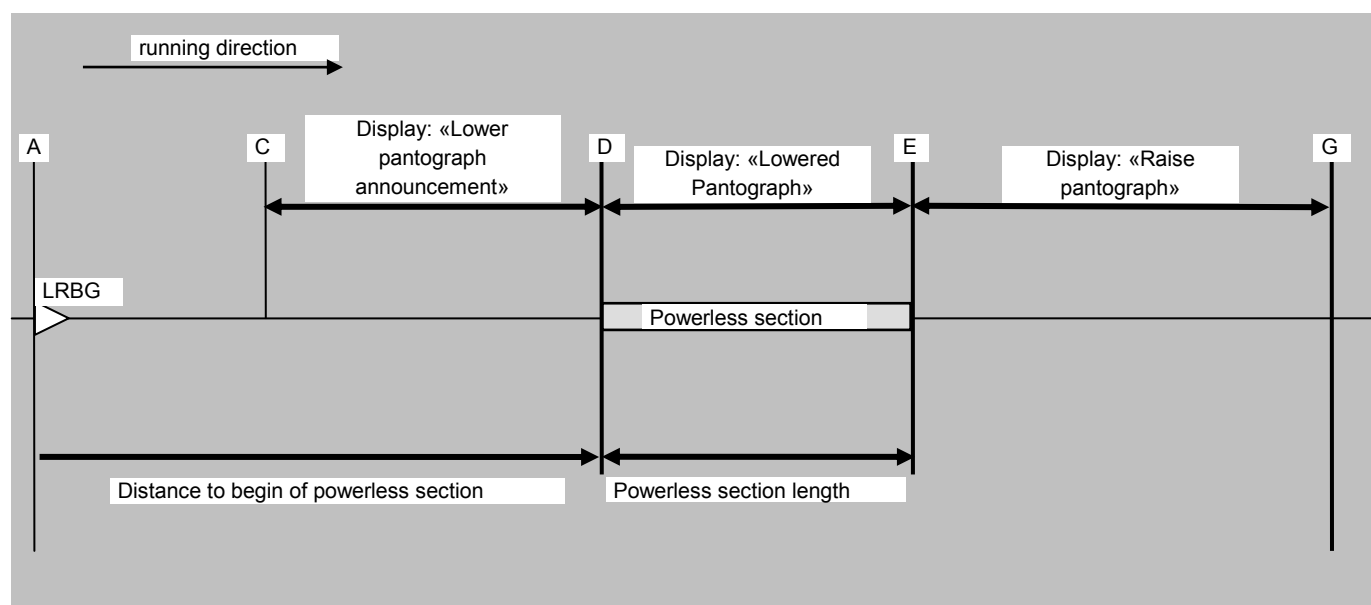 running direction
A
C
Display: «Lower
pantograph
announcement»
D
Display: «Lowered
Pantograph»
E
Display: «Raise
pantograph»
G
LRBG
Powerless section
Distance to begin of powerless section
Powerless section length